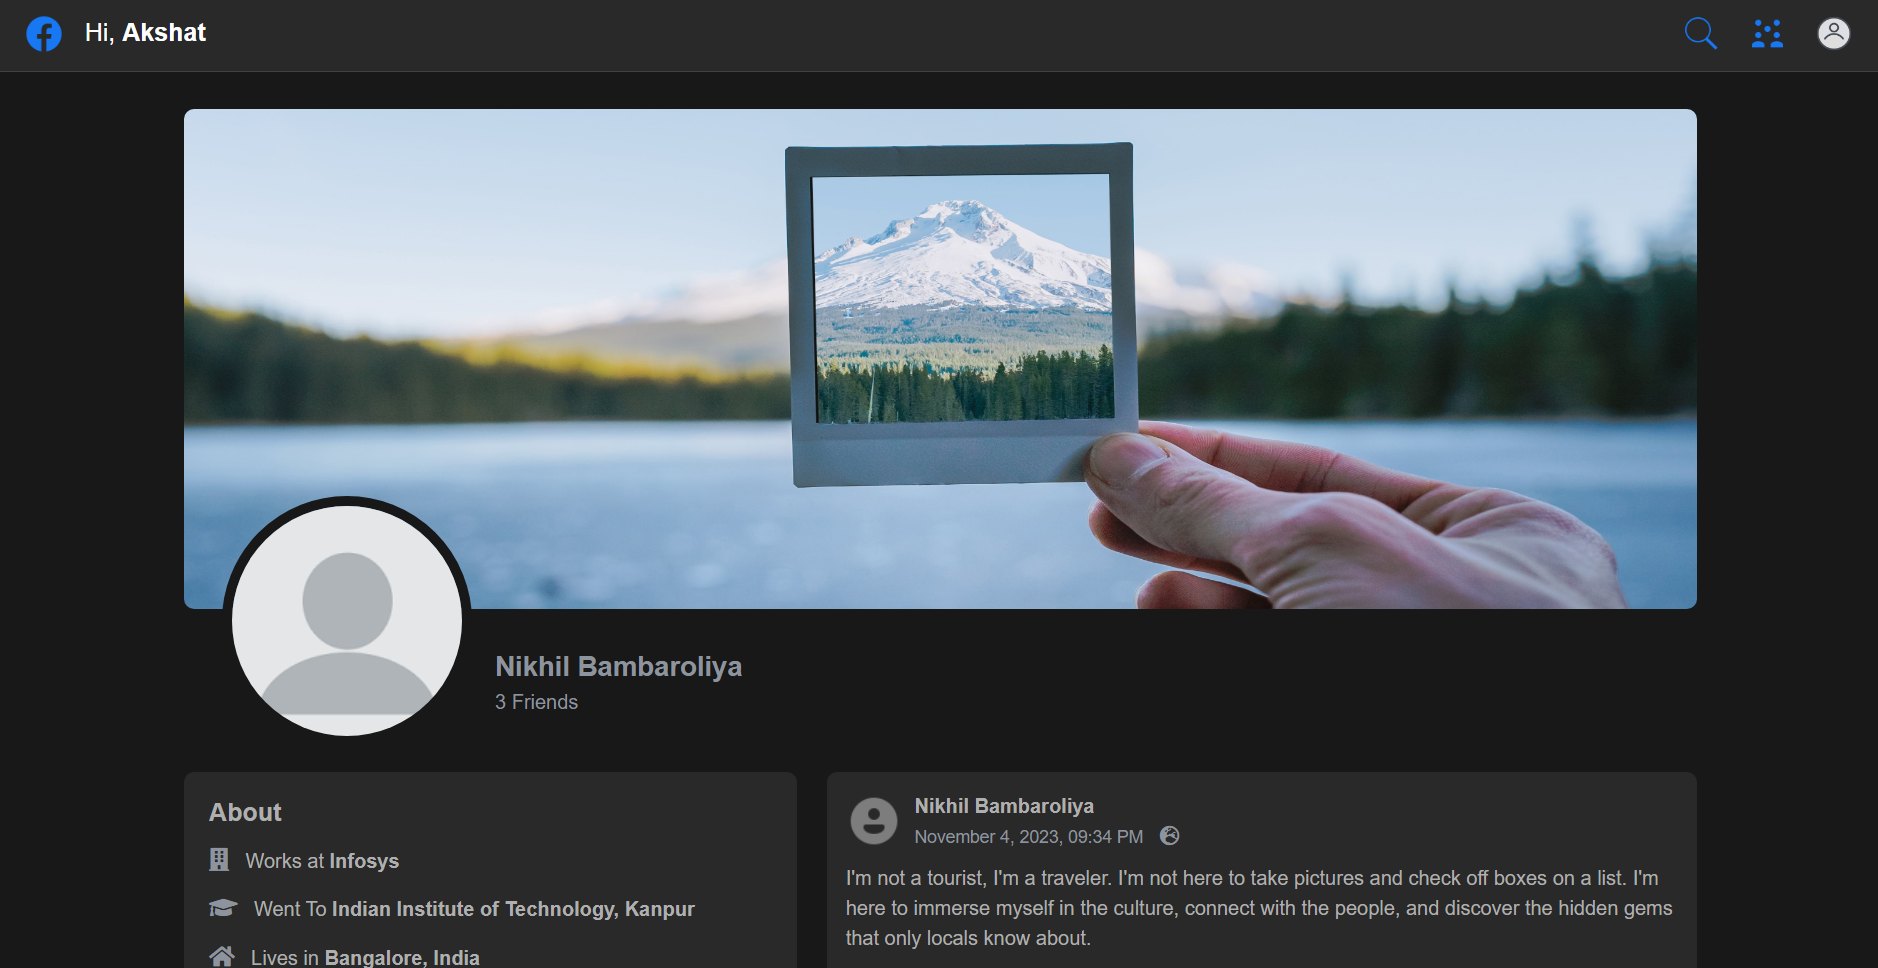 Hi, Akshat
Nikhil Bambaroliya
3 Friends
About
Works at Infosys
Went To Indian Institute of Technology, Kanpur
Lives in Bangalore, India
Nikhil Bambaroliya
November 4, 2023, 09:34 PM
I'm not a tourist, I'm a traveler. I'm not here to take pictures and check off boxes on a list. I'm
here to immerse myself in the culture, connect with the people, and discover the hidden gems
that only locals know about.